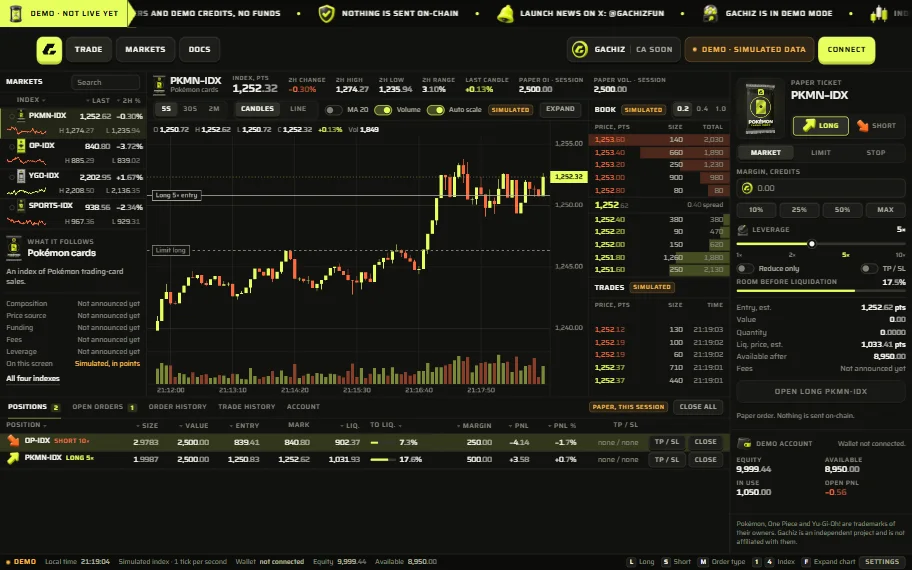 DEMO · NOT LIVE YET
RS AND DEMO CREDITS, NO FUNDS • NOTHING IS SENT ON-CHAIN • LAUNCH NEWS ON X: @GACHIZFUN • GACHIZ IS IN DEMO MODE •
TRADE MARKETS DOCS
GACHIZ CA SOON
DEMO · SIMULATED DATA
CONNECT
MARKETS
Search
INDEX LAST 2H %
PKMN-IDX 1,252.62 -0.30%
H 1,274.27 L 1,235.94
OP-IDX 840.80 -3.72%
H 885.29 L 839.02
YGO-IDX 2,202.95 +1.67%
H 2,208.50 L 2,136.35
SPORTS-IDX 938.56 -2.34%
H 967.36 L 929.31
WHAT IT FOLLOWS
Pokémon cards
An index of Pokémon trading-card sales.
Composition Not announced yet
Price source Not announced yet
Funding Not announced yet
Fees Not announced yet
Leverage Not announced yet
On this screen Simulated, in points
All four indexes
PKMN-IDX
Pokémon cards
INDEX, PTS 1,252.32
2H CHANGE -0.30%
2H HIGH 1,274.27
2H LOW 1,235.94
2H RANGE 3.10%
LAST CANDLE +0.13%
PAPER OI · SESSION 2,500.00
PAPER VOL. · SESSION 2,500.00
5S 30S 2M
CANDLES LINE
MA 20 Volume Auto scale
SIMULATED
EXPAND
O 1,250.72 H 1,252.62 L 1,250.72 C 1,252.32 +0.13% Vol 1,849
Long 5× entry
Limit long
1,255.00
1,252.32
1,250.00
1,245.00
1,240.00
21:12:00 21:13:10 21:14:20 21:15:30 21:16:40 21:17:50
BOOK SIMULATED 0.2 0.4 1.0
PRICE, PTS SIZE TOTAL
1,253.60 140 2,030
1,253.40 660 1,890
1,253.20 250 1,230
1,253.00 900 980
1,252.80 80 80
1,252.62 0.40 spread
1,252.40 380 380
1,252.20 90 470
1,252.00 150 620
1,251.80 1,260 1,880
1,251.60 250 2,130
TRADES SIMULATED
PRICE, PTS SIZE TIME
1,252.12 130 21:19:03
1,252.19 100 21:19:02
1,252.19 60 21:19:02
1,252.37 710 21:19:01
1,252.37 440 21:19:01
PAPER TICKET
PKMN-IDX
LONG SHORT
MARKET LIMIT STOP
MARGIN, CREDITS
0.00
10% 25% 50% MAX
LEVERAGE 5×
1× 2× 5× 10×
Reduce only TP / SL
ROOM BEFORE LIQUIDATION 17.5%
Entry, est. 1,252.62 pts
Value 0.00
Quantity 0.0000
Liq. price, est. 1,033.41 pts
Available after 8,950.00
Fees Not announced yet
OPEN LONG PKMN-IDX
Paper order. Nothing is sent on-chain.
DEMO ACCOUNT Wallet not connected.
EQUITY AVAILABLE
9,999.44 8,950.00
IN USE OPEN PNL
1,050.00 -0.56
Pokémon, One Piece and Yu-Gi-Oh! are trademarks of their owners. Gachiz is an independent project and is not affiliated with them.
POSITIONS 2 OPEN ORDERS 1 ORDER HISTORY TRADE HISTORY ACCOUNT
PAPER, THIS SESSION CLOSE ALL
POSITION SIZE VALUE ENTRY MARK LIQ. TO LIQ. MARGIN PNL PNL % TP / SL
OP-IDX SHORT 10× 2.9783 2,500.00 839.41 840.80 902.37 7.3% 250.00 -4.14 -1.7% none / none TP / SL CLOSE
PKMN-IDX LONG 5× 1.9987 2,500.00 1,250.83 1,252.62 1,031.93 17.6% 500.00 +3.58 +0.7% none / none TP / SL CLOSE
DEMO Local time 21:19:04 Simulated index · 1 tick per second Wallet not connected Equity 9,999.44 Available 8,950.00
L Long S Short M Order type 1 4 Index F Expand chart SETTINGS